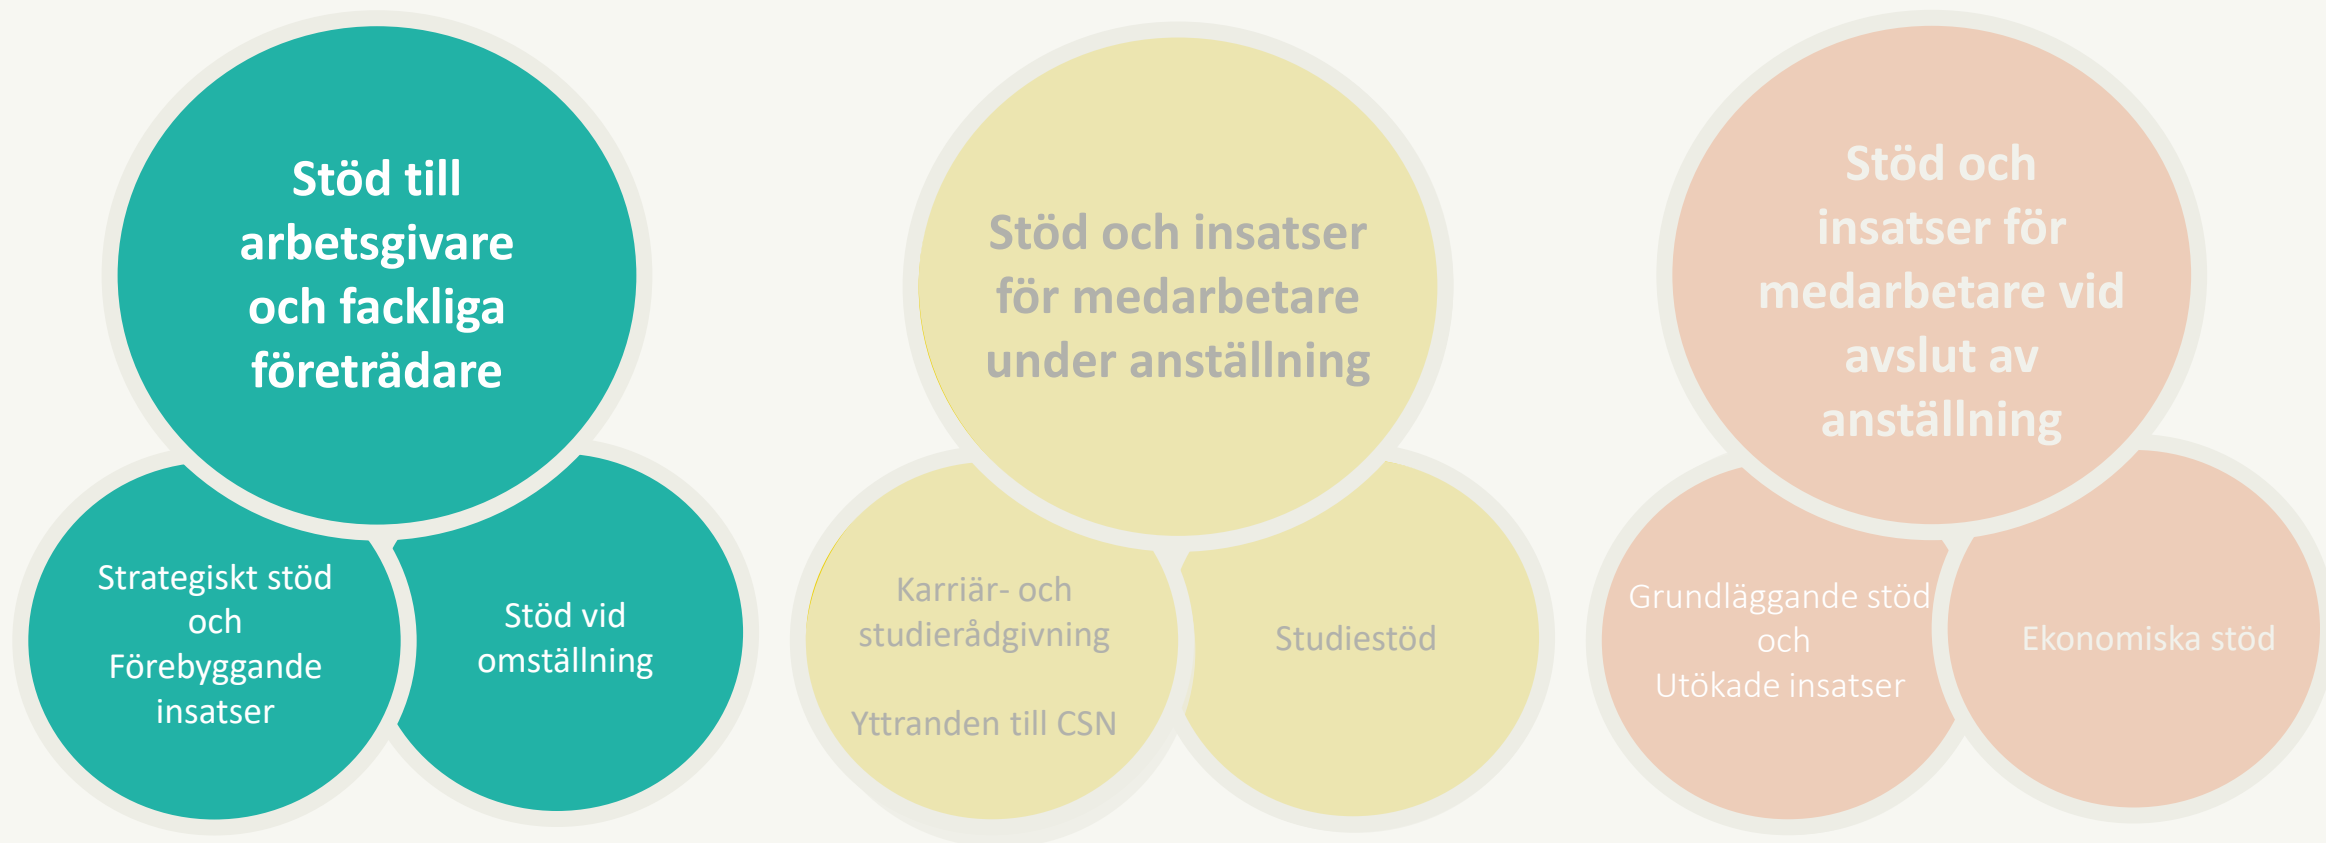 Stöd till
arbetsgivare
och fackliga
företrädare
Strategiskt stöd
och
Förebyggande
insatser
Stöd vid
omställning
Stöd och insatser
för medarbetare
under anställning
Karriär- och
studierådgivning
Yttranden till CSN
Studiestöd
Stöd och
insatser för
medarbetare vid
avslut av
anställning
Grundläggande stöd
och
Utökade insatser
Ekonomiska stöd